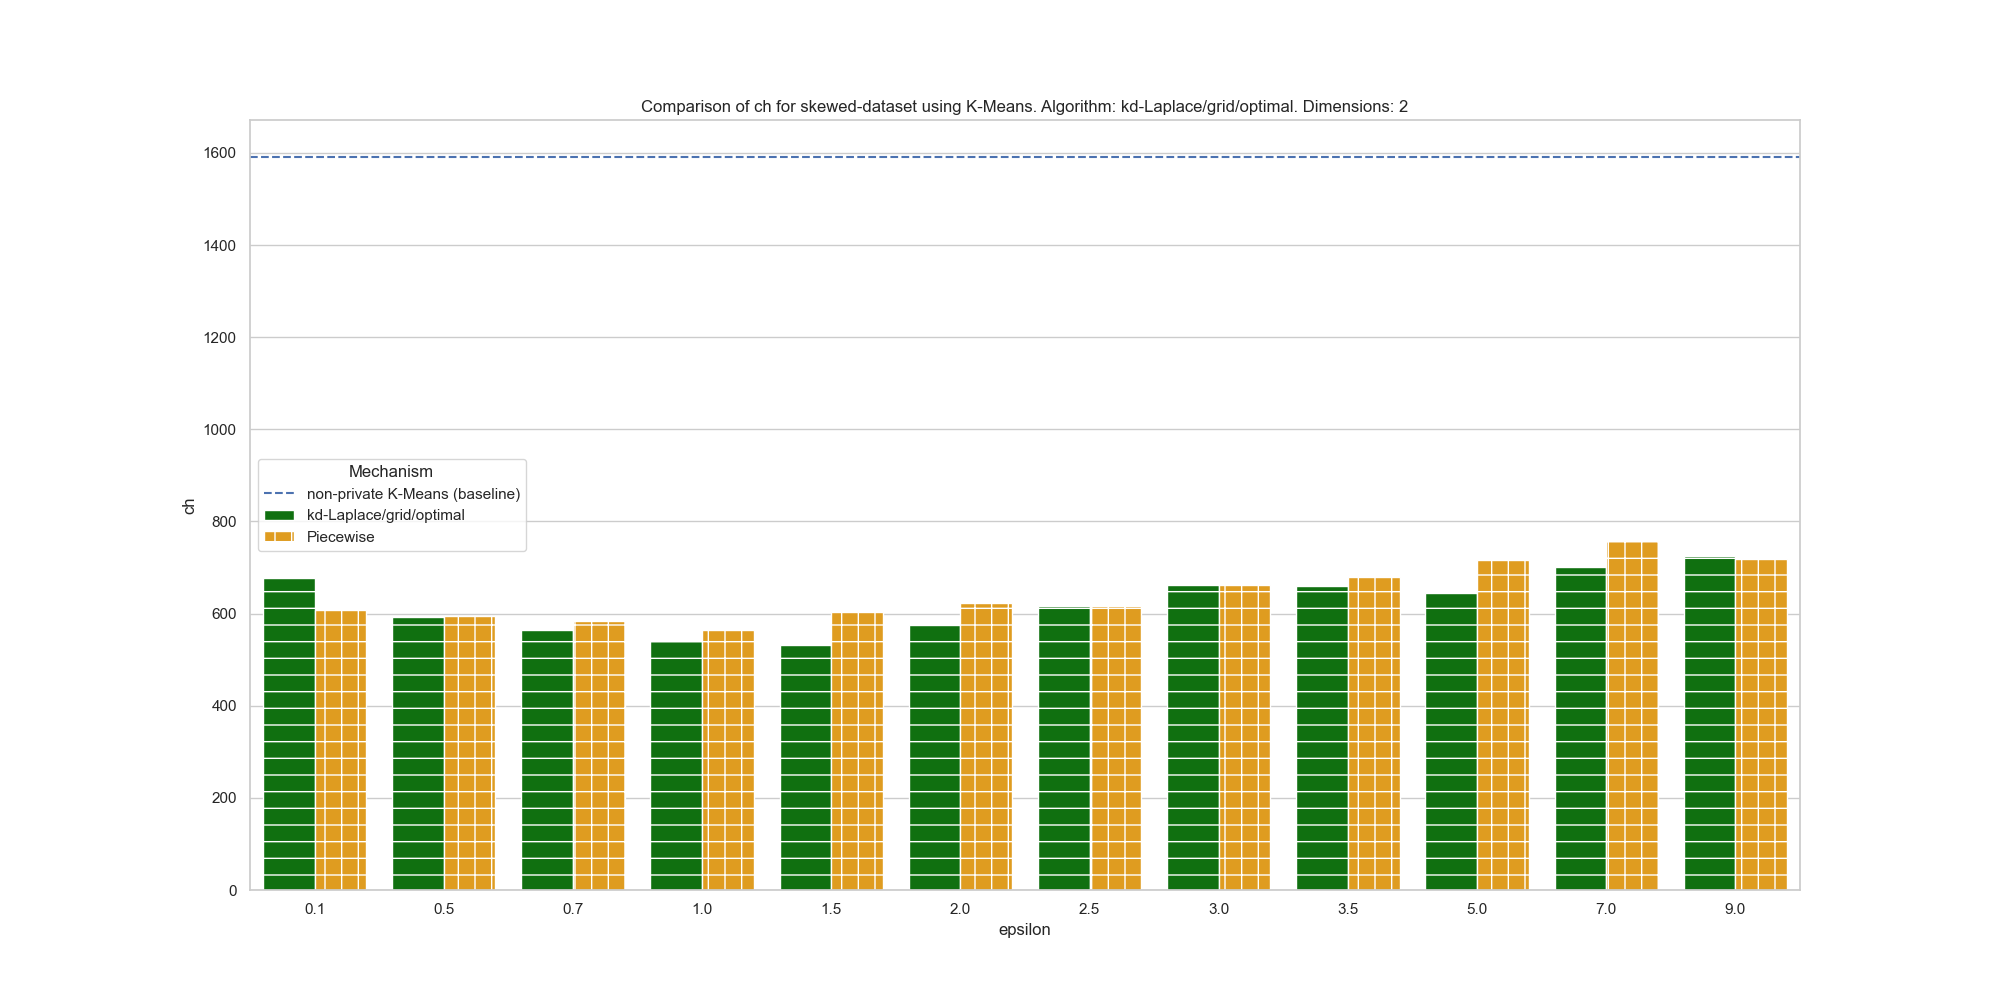 Comparison of ch for skewed-dataset using K-Means. Algorithm: kd-Laplace/grid/optimal. Dimensions: 2
1600
1400
1200
1000
800
600
400
200
0
ch
Mechanism
non-private K-Means (baseline)
kd-Laplace/grid/optimal
Piecewise
0.1 0.5 0.7 1.0 1.5 2.0 2.5 3.0 3.5 5.0 7.0 9.0
epsilon